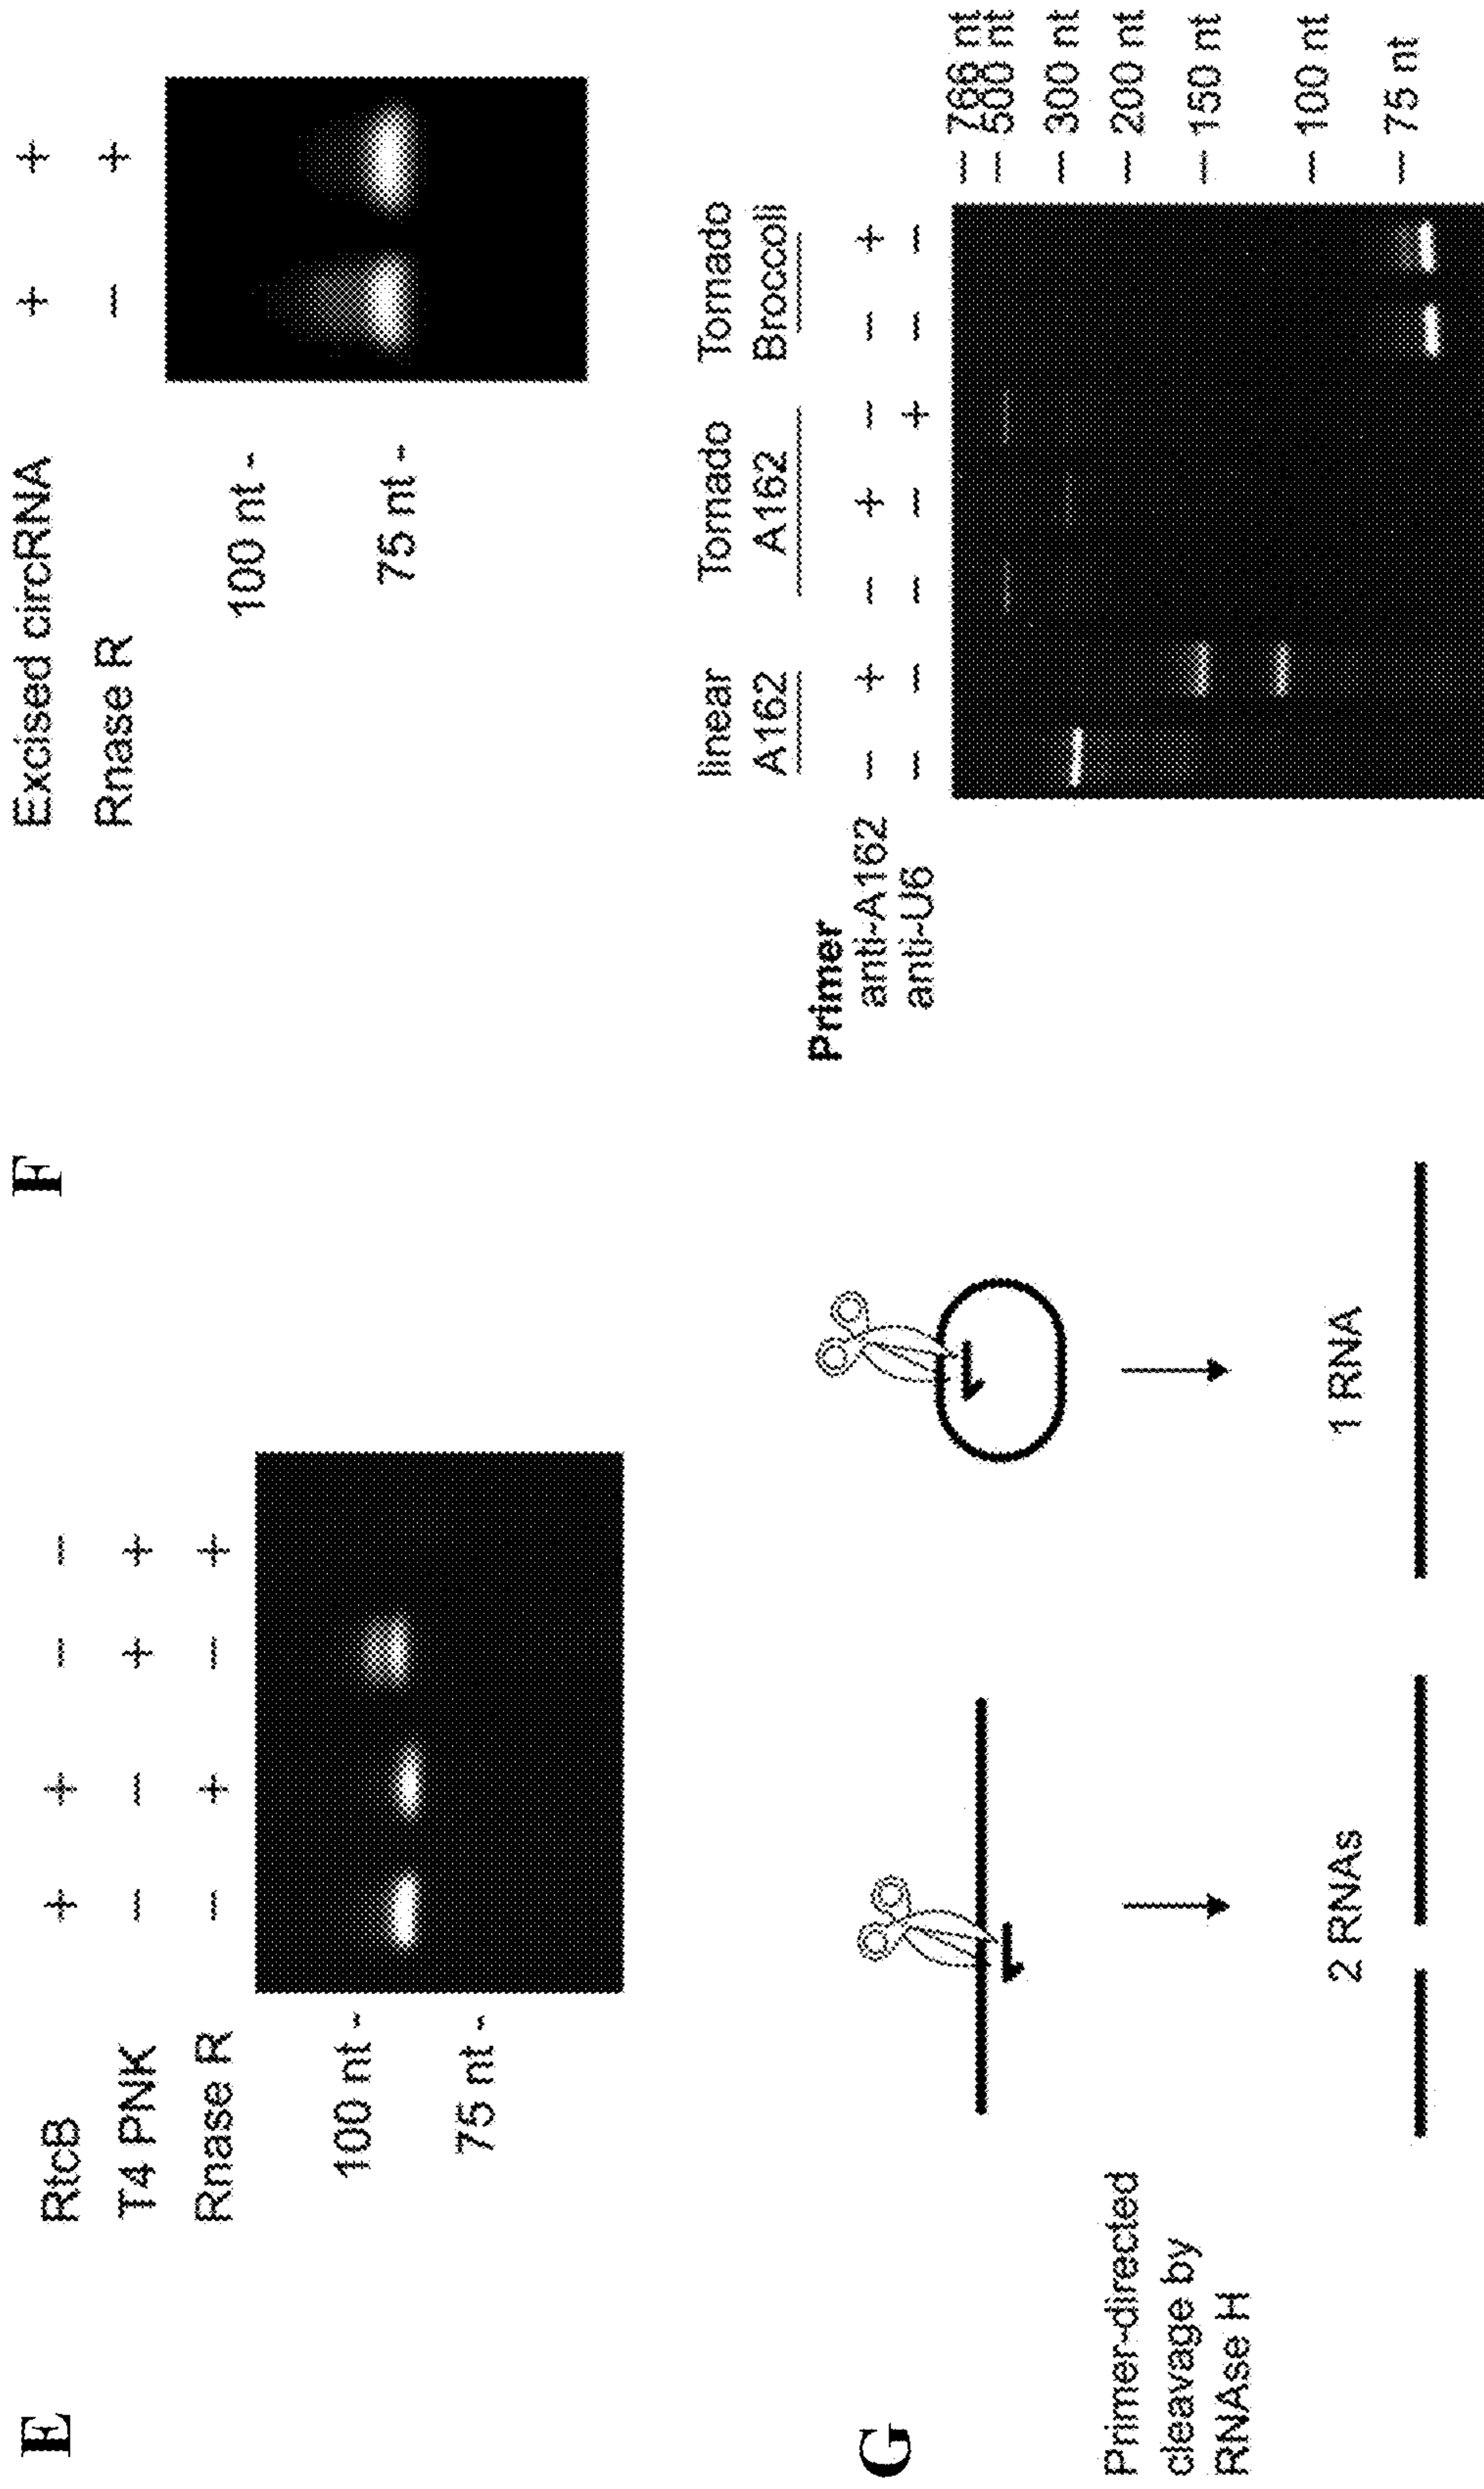 E
RtcB + + - -
T4 PNK - - + +
Rnase R - + - +
100 nt -
75 nt -
F
Excised circRNA + +
Rnase R - +
100 nt -
75 nt -
G
Primer-directed
cleavage by
RNAse H
2 RNAs
1 RNA
linear Tornado Tornado
A162 A162 Broccoli
Primer
anti-A162 - + - + - - +
anti-U6 - - - - + - -
- 766 nt
- 500 nt
- 300 nt
- 200 nt
- 150 nt
- 100 nt
- 75 nt